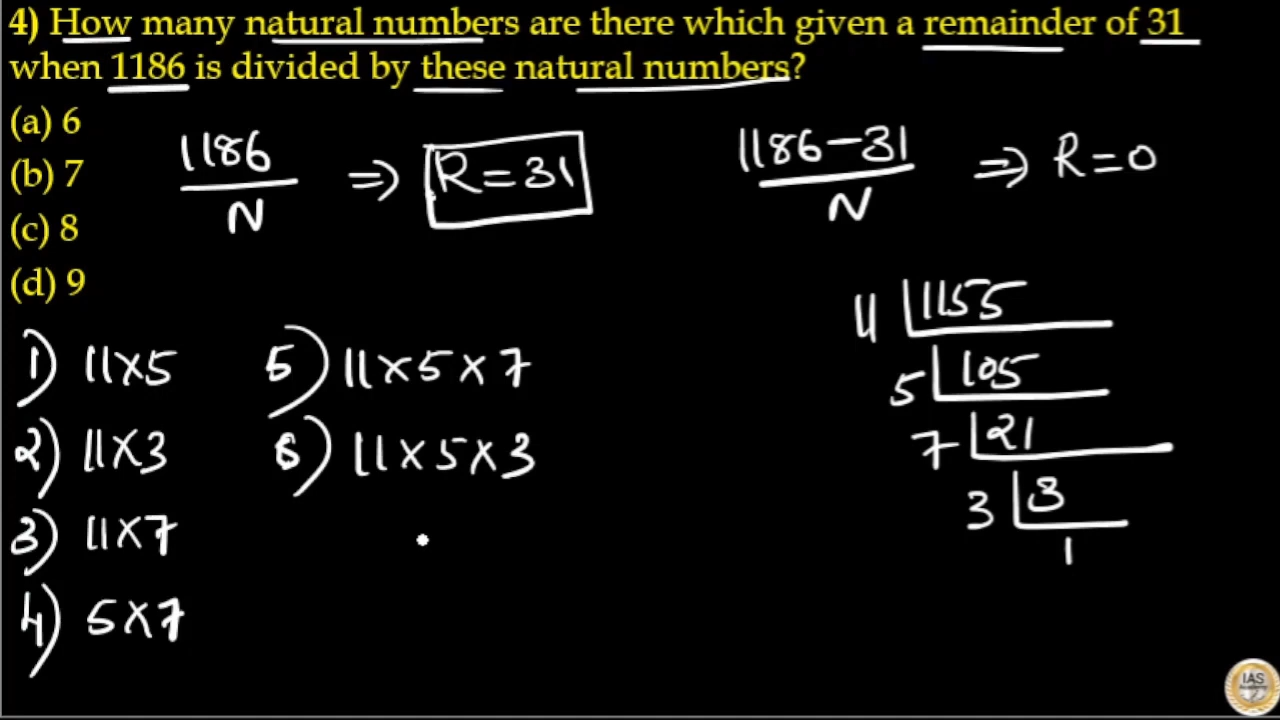 4) How many natural numbers are there which given a remainder of 31
when 1186 is divided by these natural numbers?
(a) 6
(b) 7
(c) 8
(d) 9
1186/N ⇒ R=31
1186-31/N ⇒ R=0
1) 11×5
2) 11×3
3) 11×7
4) 5×7
5) 11×5×7
6) 11×5×3
11 1155
5 105
7 21
3 3
1
IAS
Academy